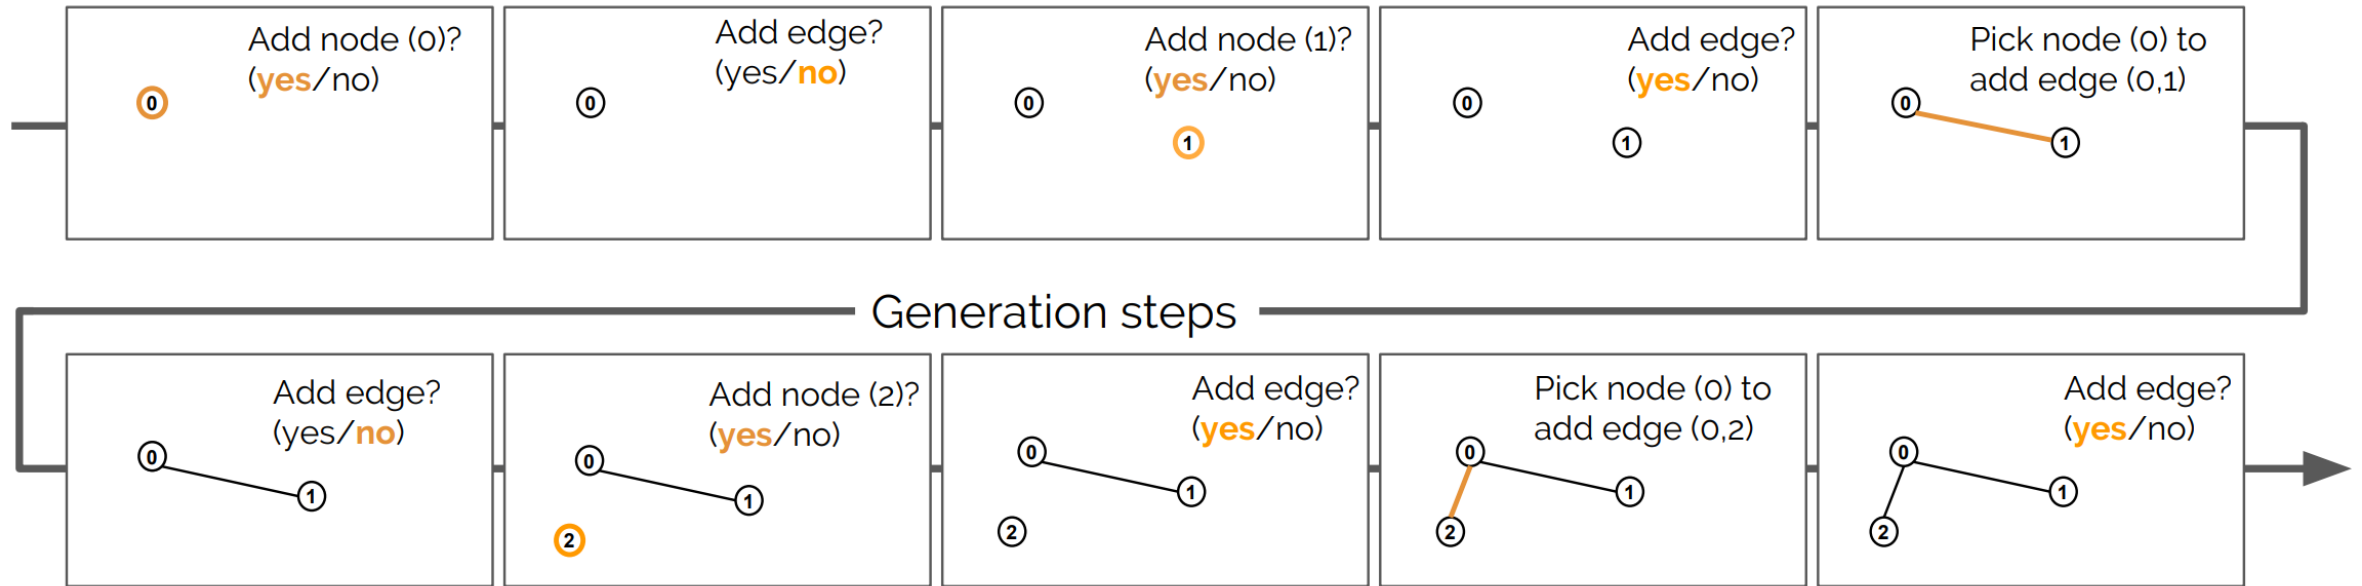 Add node (0)?
(yes/no)
0
Add edge?
(yes/no)
0
Add node (1)?
(yes/no)
0
1
Add edge?
(yes/no)
0
1
Pick node (0) to
add edge (0,1)
0
1
Generation steps
Add edge?
(yes/no)
0
1
Add node (2)?
(yes/no)
0
1
2
Add edge?
(yes/no)
0
1
2
Pick node (0) to
add edge (0,2)
0
1
2
Add edge?
(yes/no)
0
1
2